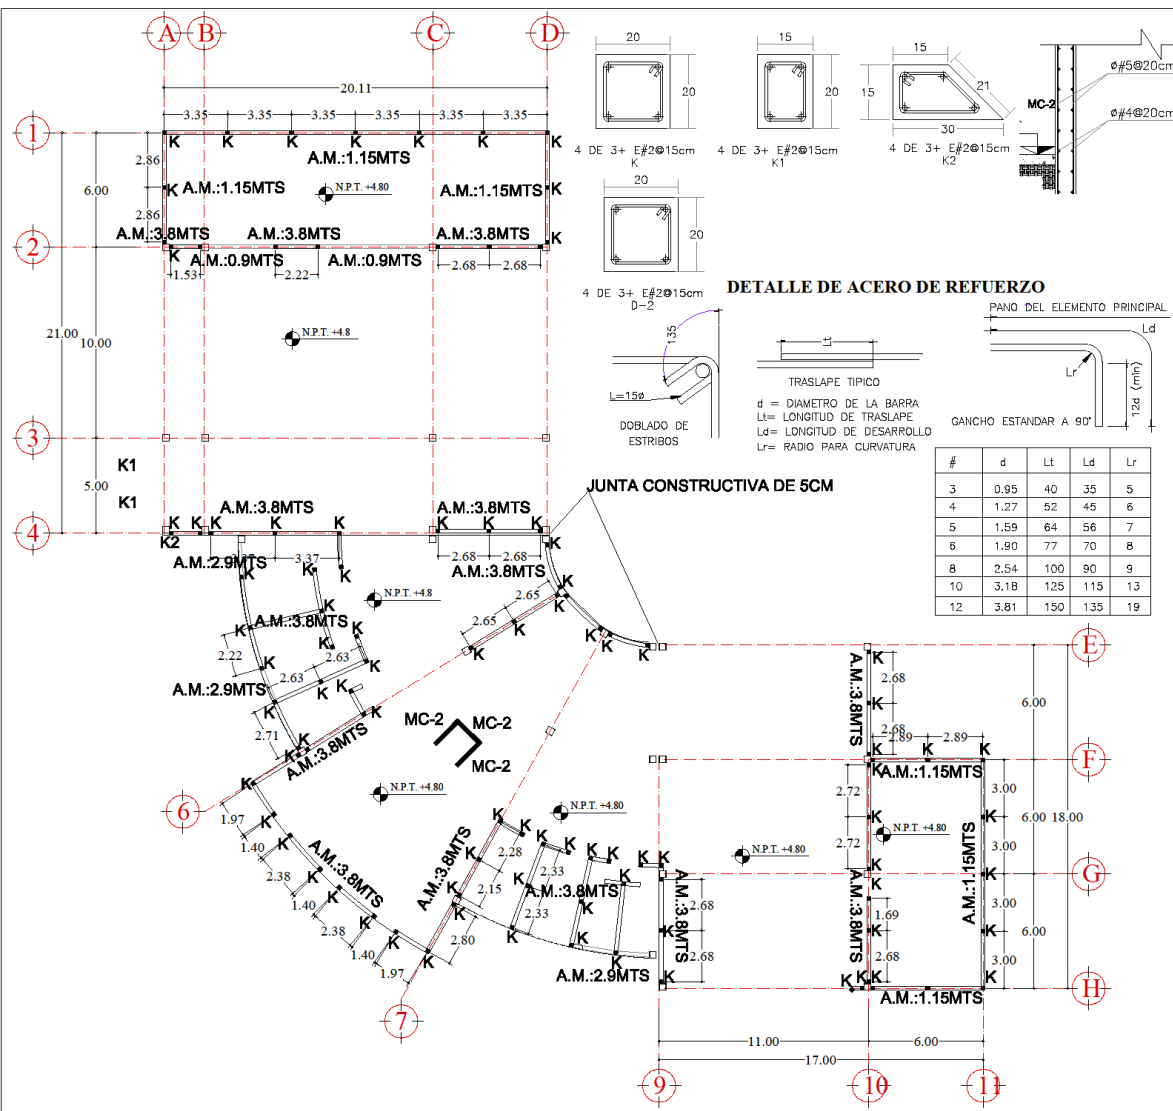 A B C D
20 15 15
20 20 15 21
30
20.11
3.35 3.35 3.35 3.35 3.35 3.35
ø#5@20cm
MC-2
ø#4@20cm
1
K K K K K K K
4 DE 3+ E#2@15cm
K
4 DE 3+ E#2@15cm
K1
4 DE 3+ E#2@15cm
K2
A.M.:1.15MTS
2.86
6.00
K A.M.:1.15MTS
N.P.T. +4.80
A.M.:1.15MTS K
20
20
2.86
A.M.:3.8MTS A.M.:3.8MTS A.M.:3.8MTS K
2
K A.M.:0.9MTS A.M.:0.9MTS
1.53 2.22 2.68 2.68
4 DE 3+ E#2@15cm
D-2
DETALLE DE ACERO DE REFUERZO
PANO DEL ELEMENTO PRINCIPAL
Ld
Lr
12d (min)
GANCHO ESTANDAR A 90°
135
L=15ø
DOBLADO DE
ESTRIBOS
Lt
TRASLAPE TIPICO
d = DIAMETRO DE LA BARRA
Lt= LONGITUD DE TRASLAPE
Ld= LONGITUD DE DESARROLLO
Lr= RADIO PARA CURVATURA
21.00 10.00
N.P.T. +4.8
3
K1
5.00
K1
# d Lt Ld Lr
3 0.95 40 35 5
4 1.27 52 45 6
5 1.59 64 56 7
6 1.90 77 70 8
8 2.54 100 90 9
10 3.18 125 115 13
12 3.81 150 135 19
JUNTA CONSTRUCTIVA DE 5CM
A.M.:3.8MTS A.M.:3.8MTS
4
K K K K K K K K
K2
3.37 2.68 2.68
A.M.:2.9MTS K K K
A.M.:3.8MTS
N.P.T. +4.8
2.65
2.65
K K K K K K K
K A.M.:3.8MTS K
2.22 2.63
2.63
K K K
A.M.:2.9MTS
K K K K
2.71
K K
A.M.:3.8MTS
MC-2 MC-2
MC-2
E
K
2.68
K
A.M.:3.8MTS
2.68
6.00
2.89 2.89
K K K
F
K A.M.:1.15MTS
6
K
N.P.T. +4.80
N.P.T. +4.80
1.97
K
1.40
K
2.38
K
A.M.:3.8MTS
1.40
K
2.38
K
1.40
K
1.97
K
7
K K
2.28
2.15
A.M.:3.8MTS
K K K
2.80
K K K K K K
2.33
A.M.:3.8MTS
2.33
K K K K
A.M.:2.9MTS
N.P.T. +4.80
2.72
K
2.72
K
N.P.T. +4.80
3.00
K
6.00 18.00
3.00
G
K K
A.M.:3.8MTS
2.68
K
2.68
K
A.M.:3.8MTS
K
1.69
K
2.68
K
A.M.:1.15MTS
3.00
K
6.00
3.00
K K
H
A.M.:1.15MTS
11.00 6.00
17.00
9 10 11